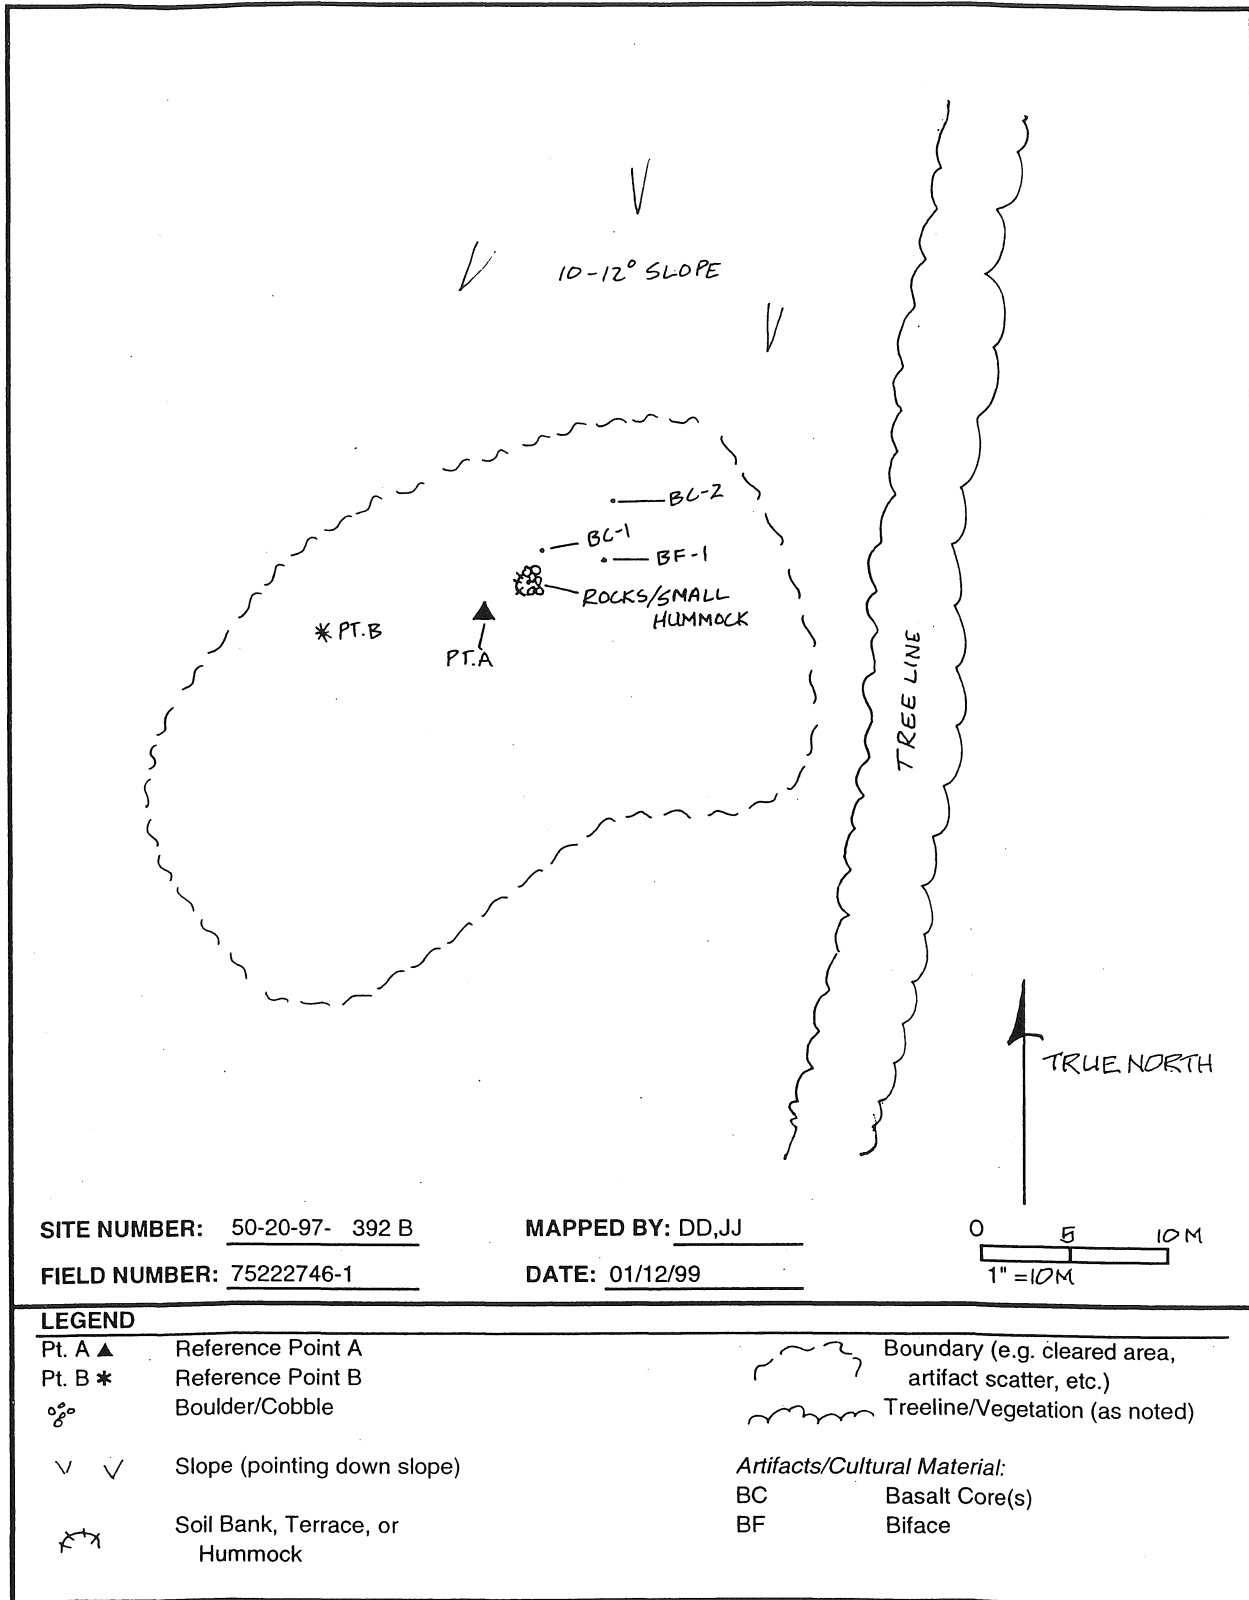 10-12° SLOPE
BC-2
BC-1
BF-1
ROCKS/SMALL
HUMMOCK
PT.B
PT.A
TREE LINE
TRUE NORTH
SITE NUMBER: 50-20-97- 392 B
MAPPED BY: DD,JJ
0 5 10 M
FIELD NUMBER: 75222746-1
DATE: 01/12/99
1" = 10M
LEGEND
Pt. A ▲ Reference Point A
Pt. B * Reference Point B
Boulder/Cobble
Slope (pointing down slope)
Soil Bank, Terrace, or
Hummock
Boundary (e.g. cleared area,
artifact scatter, etc.)
Treeline/Vegetation (as noted)
Artifacts/Cultural Material:
BC Basalt Core(s)
BF Biface